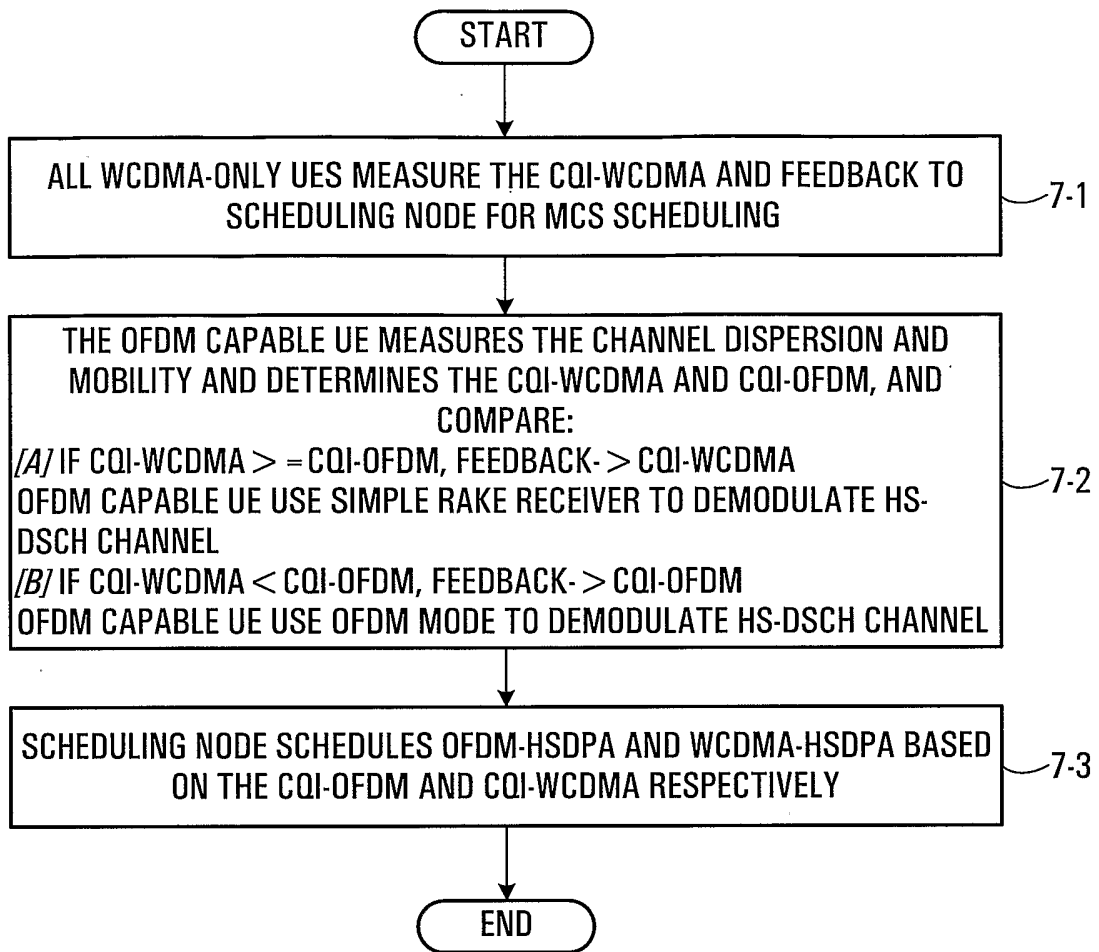 START
ALL WCDMA-ONLY UES MEASURE THE CQI-WCDMA AND FEEDBACK TO
SCHEDULING NODE FOR MCS SCHEDULING
7-1
THE OFDM CAPABLE UE MEASURES THE CHANNEL DISPERSION AND
MOBILITY AND DETERMINES THE CQI-WCDMA AND CQI-OFDM, AND
COMPARE:
[A] IF CQI-WCDMA > = CQI-OFDM, FEEDBACK- > CQI-WCDMA
OFDM CAPABLE UE USE SIMPLE RAKE RECEIVER TO DEMODULATE HS-
DSCH CHANNEL
[B] IF CQI-WCDMA < CQI-OFDM, FEEDBACK- > CQI-OFDM
OFDM CAPABLE UE USE OFDM MODE TO DEMODULATE HS-DSCH CHANNEL
7-2
SCHEDULING NODE SCHEDULES OFDM-HSDPA AND WCDMA-HSDPA BASED
ON THE CQI-OFDM AND CQI-WCDMA RESPECTIVELY
7-3
END